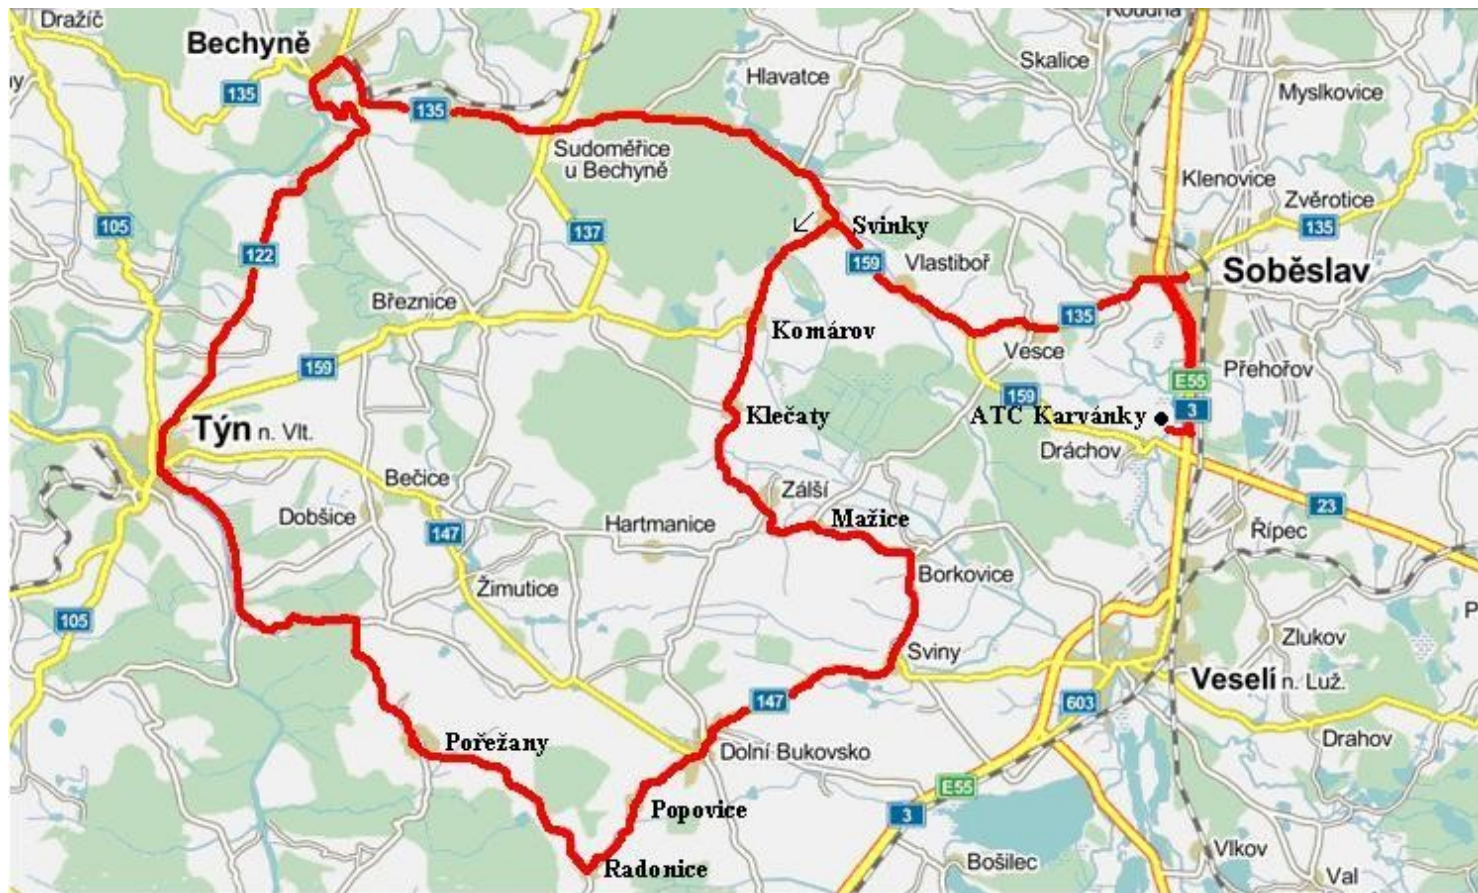 Dražíč
Bechyně
135
135
Hlavatce
Skalice
Myslkovice
Sudoměřice
u Bechyně
Klenovice
Zvěrotice
135
105
122
137
Svinky
159
Vlastiboř
Soběslav
Březnice
Komárov
135
Vesce
159
Přehořov
E55
159
3
ATC Karvánky
Klečaty
Týn n. Vlt.
Dráchov
Bečice
Zálší
23
Dobšice
Hartmanice
Mažice
147
Řípec
Borkovice
Žimutice
105
Zlukov
Sviny
Veselí n. Luž.
147
603
Pořežany
Dolní Bukovsko
Drahov
E55
Popovice
3
Radonice
Bošilec
Vlkov
Val